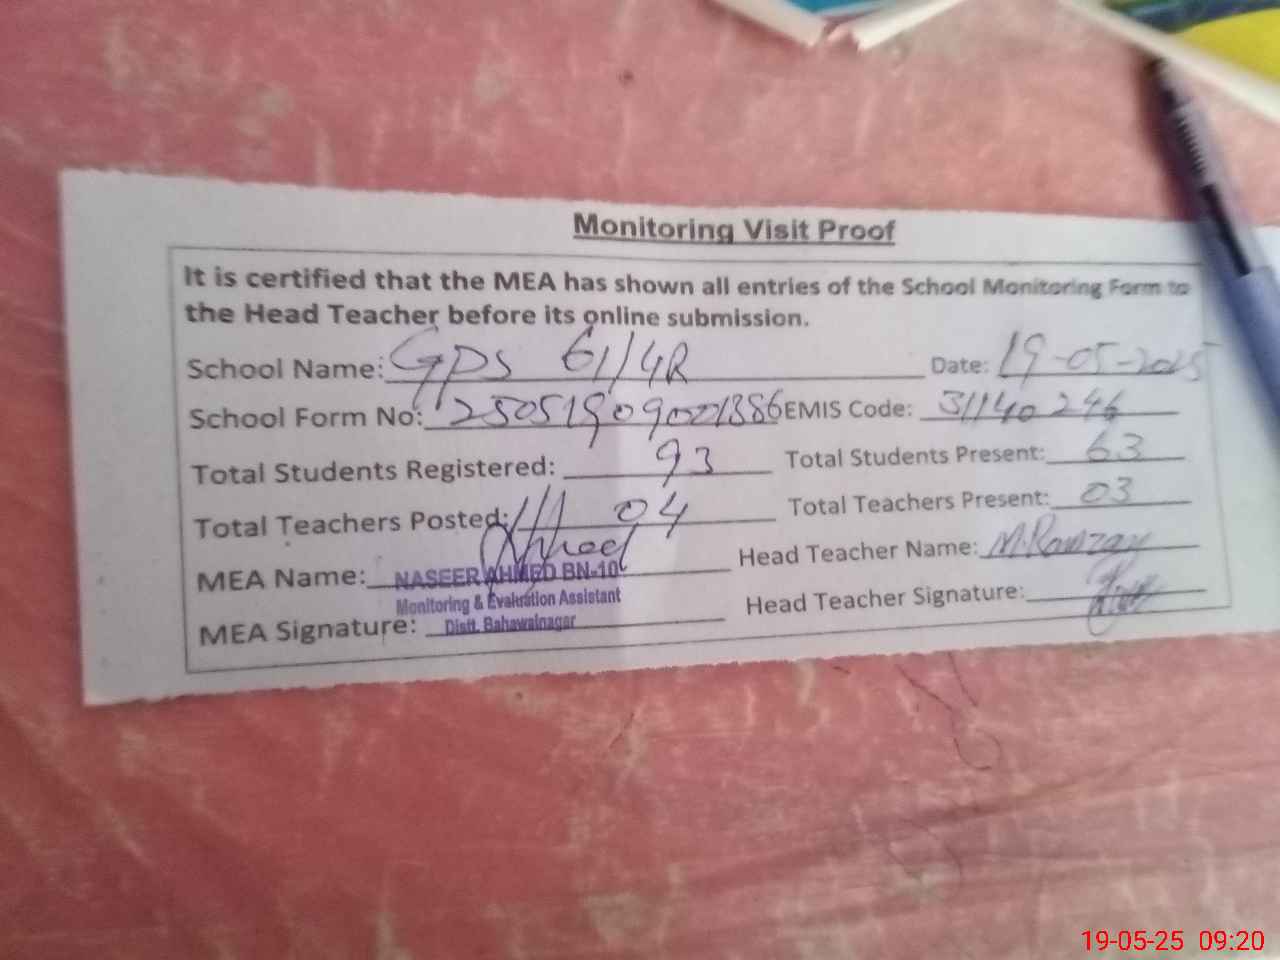 Monitoring Visit Proof
It is certified that the MEA has shown all entries of the School Monitoring Form to
the Head Teacher before its online submission.
School Name: GPS 61/4R Date: 19-05-2025
School Form No: 25051909001386 EMIS Code: 31140246
Total Students Registered: 93 Total Students Present: 63
Total Teachers Posted: 04 Total Teachers Present: 03
MEA Name: NASEER AHMED BN-10 Head Teacher Name: M.Ramzan
Monitoring & Evaluation Assistant
MEA Signature: Distt. Bahawalnagar Head Teacher Signature:
19-05-25 09:20